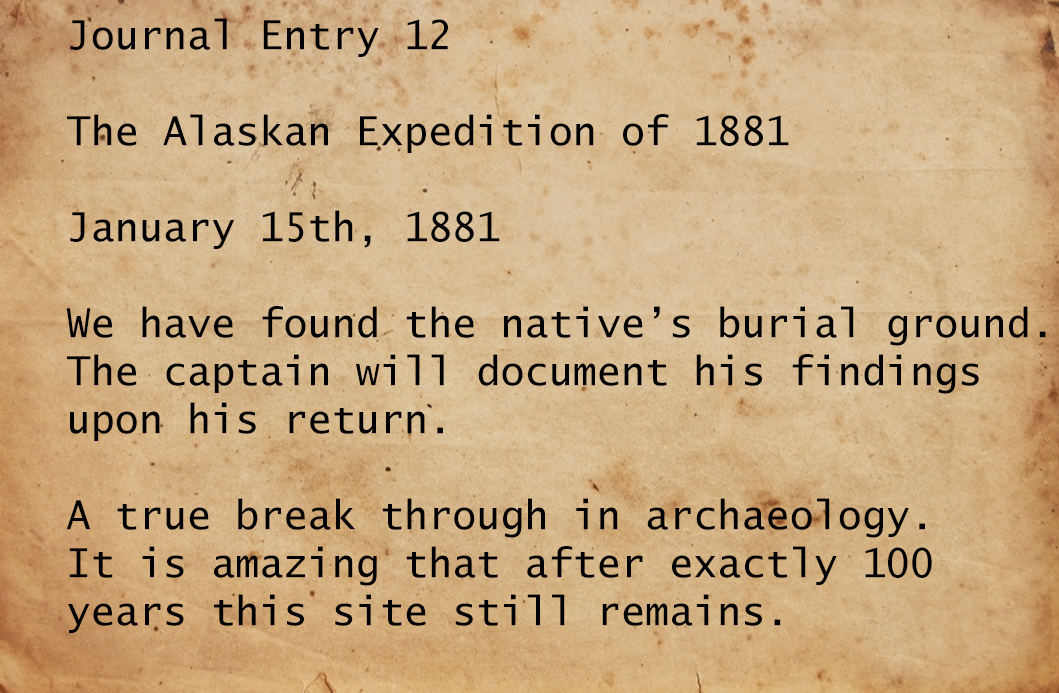 Journal Entry 12
The Alaskan Expedition of 1881
January 15th, 1881
We have found the native’s burial ground.
The captain will document his findings
upon his return.
A true break through in archaeology.
It is amazing that after exactly 100
years this site still remains.